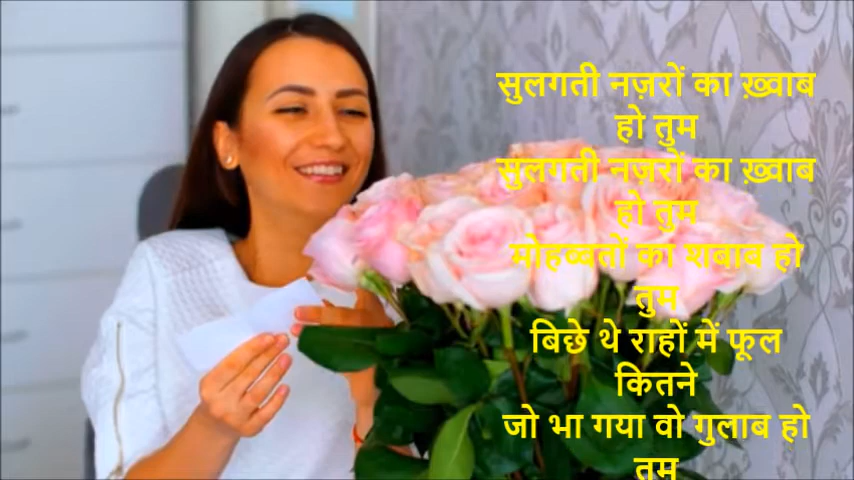 सुलगती नज़रों का ख़्वाब
हो तुम
सुलगती नज़रों का ख़्वाब
हो तुम
मोहब्बतों का शबाब हो
तुम
बिछे थे राहों में फूल
कितने
जो भा गया वो गुलाब हो
तुम